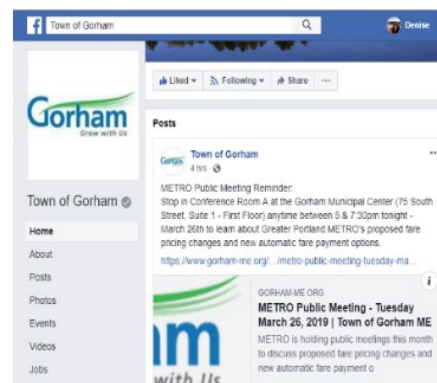 Town of Gorham
Denise
Liked
Following
Share
Gorham
Grow with Us
Posts
Gorham
Town of Gorham
4 hrs
METRO Public Meeting Reminder:
Stop in Conference Room A at the Gorham Municipal Center (75 South
Street, Suite 1 - First Floor) anytime between 5 & 7:30pm tonight -
March 26th to learn about Greater Portland METRO's proposed fare
pricing changes and new automatic fare payment options.
https://www.gorham-me.org/.../metro-public-meeting-tuesday-ma...
Town of Gorham
Home
About
Posts
Photos
Events
Videos
Jobs
am
with Us
GORHAM-ME.ORG
METRO Public Meeting - Tuesday
March 26, 2019 | Town of Gorham ME
METRO is holding public meetings this month
to discuss proposed fare pricing changes and
new automatic fare payment o